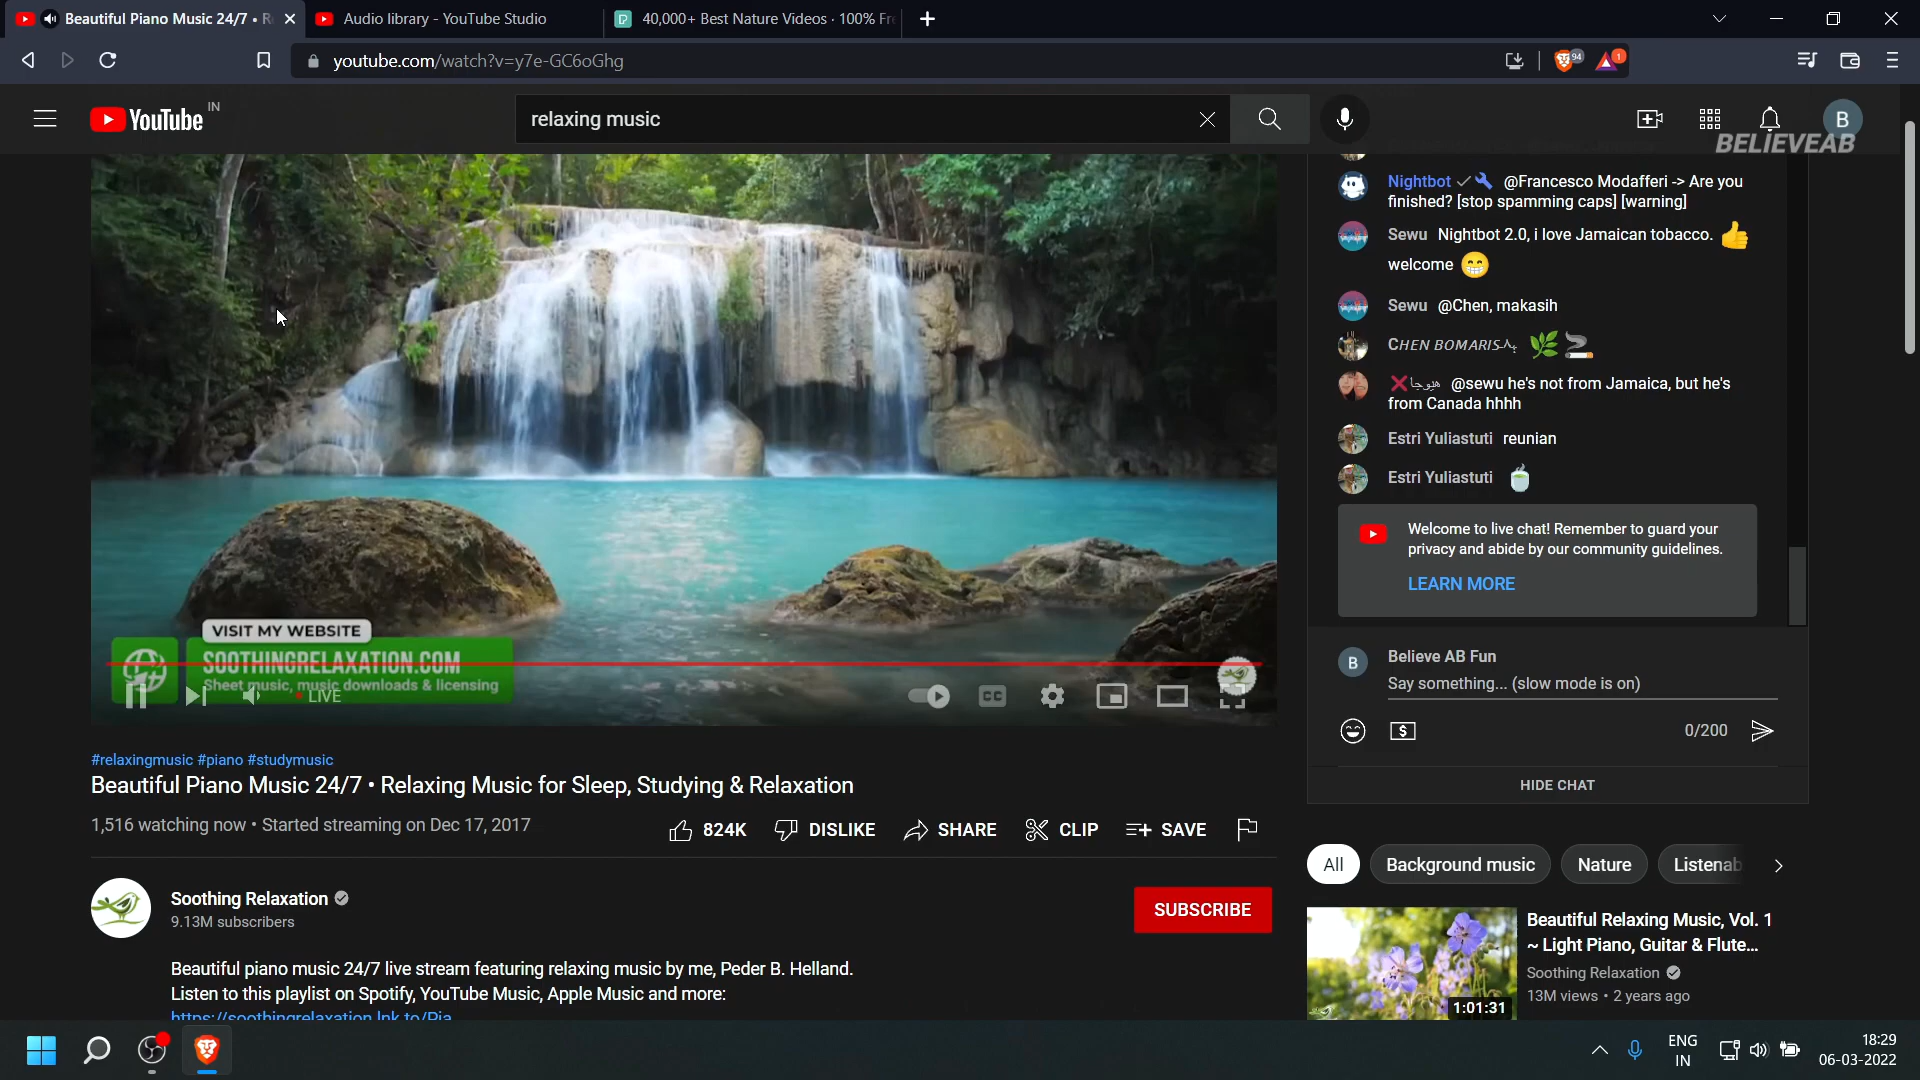 Beautiful Piano Music 24/7 • R
Audio library - YouTube Studio
40,000+ Best Nature Videos · 100% Fr
youtube.com/watch?v=y7e-GC6oGhg
94
1
YouTube IN
relaxing music
B
BELIEVEAB
Nightbot @Francesco Modafferi -> Are you
finished? [stop spamming caps] [warning]
Sewu Nightbot 2.0, i love Jamaican tobacco. 👍
welcome 😁
Sewu @Chen, makasih
CHEN BOMARIS 🌿 🚬
❌هيوجا @sewu he's not from Jamaica, but he's
from Canada hhhh
Estri Yuliastuti reunian
Estri Yuliastuti 🍵
Welcome to live chat! Remember to guard your
privacy and abide by our community guidelines.
LEARN MORE
B Believe AB Fun
Say something... (slow mode is on)
0/200
HIDE CHAT
VISIT MY WEBSITE
SOOTHINGRELAXATION.COM
Sheet music, music downloads & licensing
LIVE
CC
#relaxingmusic #piano #studymusic
Beautiful Piano Music 24/7 • Relaxing Music for Sleep, Studying & Relaxation
1,516 watching now • Started streaming on Dec 17, 2017
824K DISLIKE SHARE CLIP SAVE
Soothing Relaxation
9.13M subscribers
SUBSCRIBE
Beautiful piano music 24/7 live stream featuring relaxing music by me, Peder B. Helland.
Listen to this playlist on Spotify, YouTube Music, Apple Music and more:
https://soothingrelaxation.lnk.to/Pia
All Background music Nature Listenab
Beautiful Relaxing Music, Vol. 1
~ Light Piano, Guitar & Flute...
Soothing Relaxation
13M views • 2 years ago
1:01:31
ENG
IN
18:29
06-03-2022